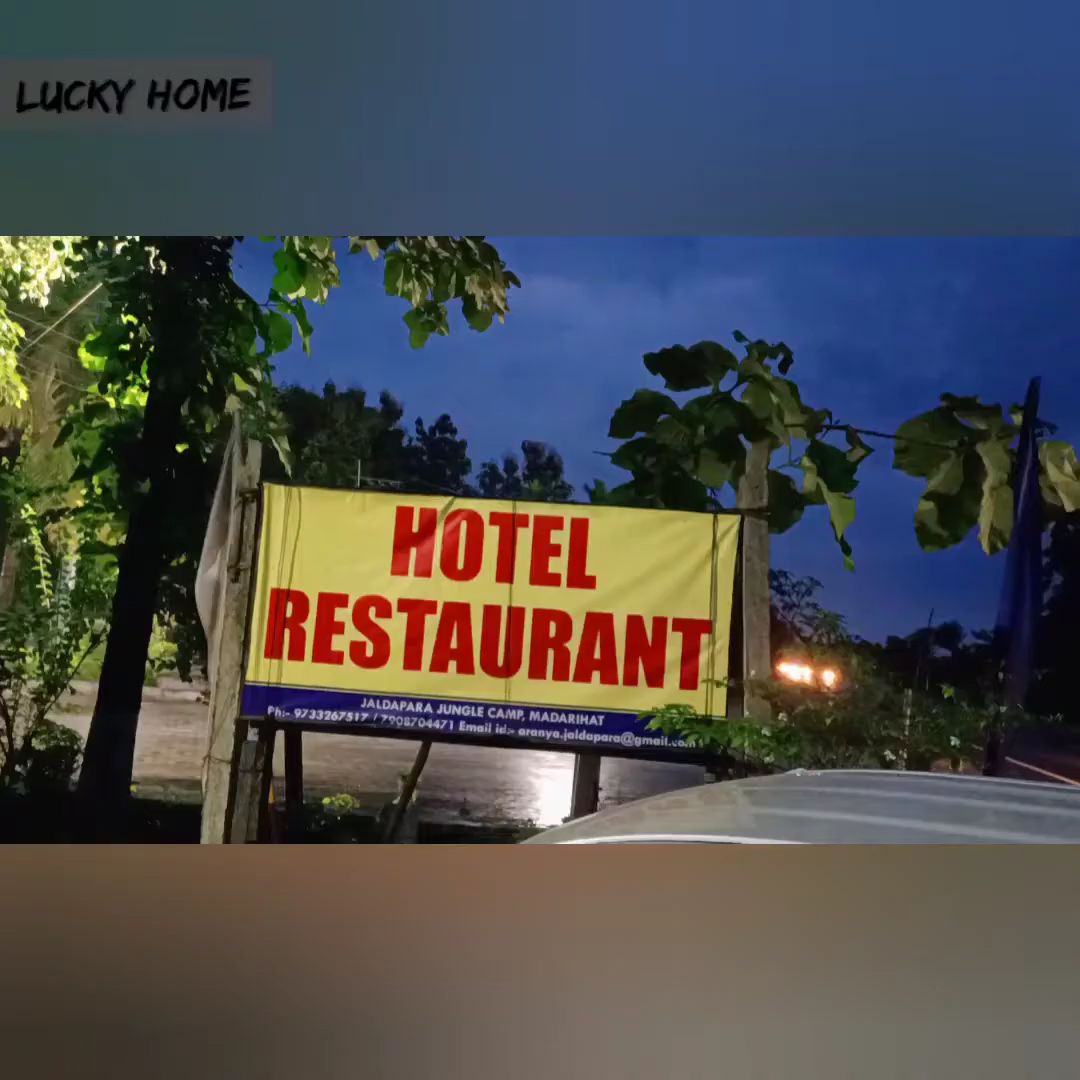 LUCKY HOME
HOTEL
RESTAURANT
JALDAPARA JUNGLE CAMP, MADARIHAT
Ph:- 9733267517 / 7908704471 Email id:- aranya.jaldapara@gmail.com